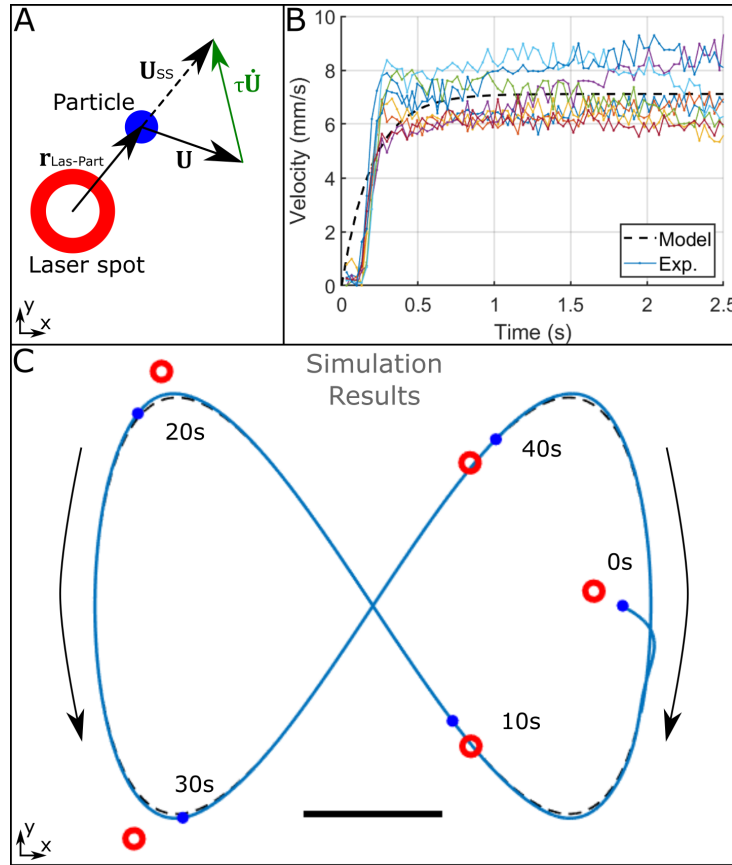 A
U_SS
τU̇
Particle
U
r_Las-Part
Laser spot
y
x
B
Velocity (mm/s)
10
8
6
4
2
0
Model
Exp.
0
0.5
1
1.5
2
2.5
Time (s)
C
Simulation
Results
20s
40s
0s
10s
30s
y
x